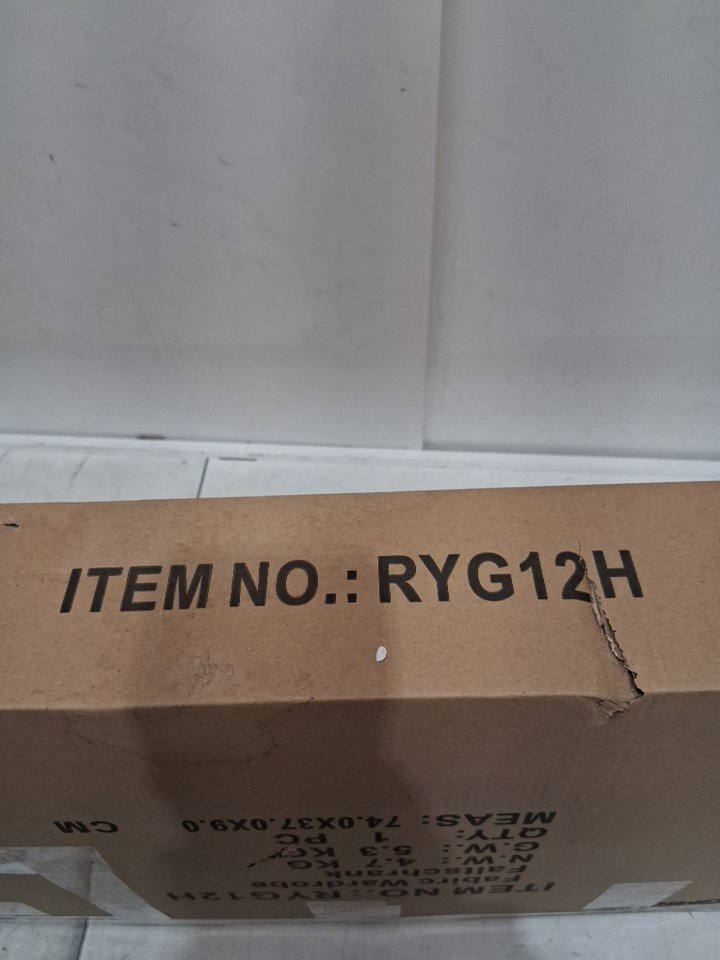 ITEM NO.: RYG12H
ITEM NO.: RYG12H
Fabirc Wardrobe
Faltschrank
N.W.: 4.7 KG
G.W.: 5.3 KG
QTY: 1 PC
MEAS: 74.0X37.0X9.0 CM